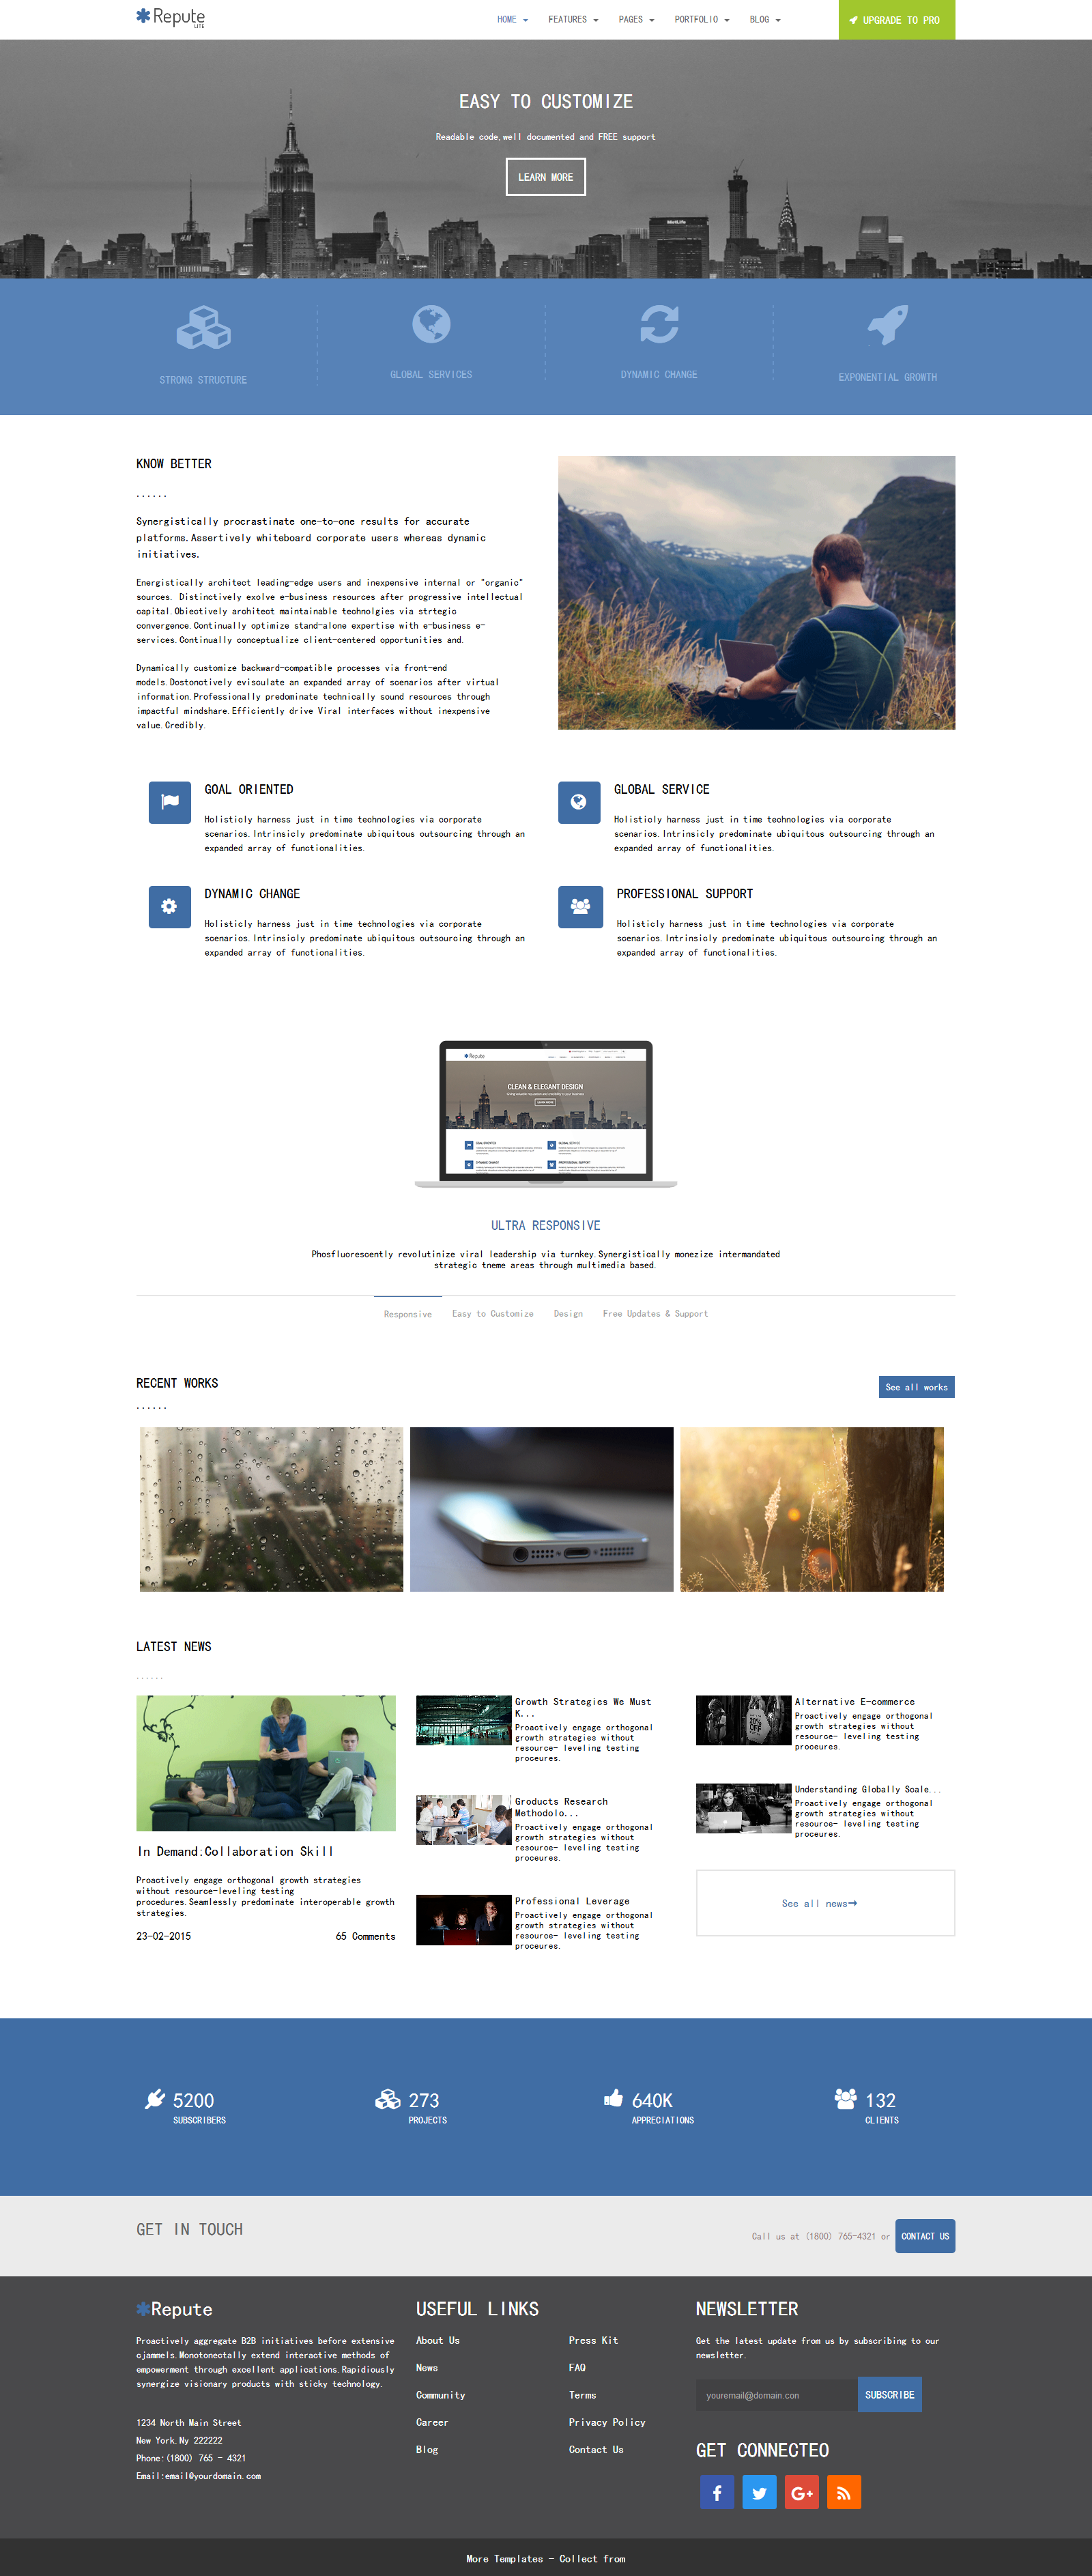 Repute
LITE
HOME FEATURES PAGES PORTFOLIO BLOG
UPGRADE TO PRO
EASY TO CUSTOMIZE
Readable code,well documented and FREE support
LEARN MORE
STRONG STRUCTURE
GLOBAL SERVICES
DYNAMIC CHANGE
EXPONENTIAL GROWTH
KNOW BETTER
......
Synergistically procrastinate one-to-one results for accurate
platforms.Assertively whiteboard corporate users whereas dynamic
initiatives.
Energistically architect leading-edge users and inexpensive internal or "organic"
sources. Distinctively exolve e-business resources after progressive intellectual
capital.Obiectively architect maintainable technolgies via strtegic
convergence.Continually optimize stand-alone expertise with e-business e-
services.Continually conceptualize client-centered opportunities and.
Dynamically customize backward-compatible processes via front-end
models.Dostonctively evisculate an expanded array of scenarios after virtual
information.Professionally predominate technically sound resources through
impactful mindshare.Efficiently drive Viral interfaces without inexpensive
value.Credibly.
GOAL ORIENTED
Holisticly harness just in time technologies via corporate
scenarios.Intrinsicly predominate ubiquitous outsourcing through an
expanded array of functionalities.
GLOBAL SERVICE
Holisticly harness just in time technologies via corporate
scenarios.Intrinsicly predominate ubiquitous outsourcing through an
expanded array of functionalities.
DYNAMIC CHANGE
Holisticly harness just in time technologies via corporate
scenarios.Intrinsicly predominate ubiquitous outsourcing through an
expanded array of functionalities.
PROFESSIONAL SUPPORT
Holisticly harness just in time technologies via corporate
scenarios.Intrinsicly predominate ubiquitous outsourcing through an
expanded array of functionalities.
Repute
CLEAN & ELEGANT DESIGN
ULTRA RESPONSIVE
Phosfluorescently revolutinize viral leadership via turnkey.Synergistically monezize intermandated
strategic tneme areas through multimedia based.
Responsive Easy to Customize Design Free Updates & Support
RECENT WORKS
See all works
......
LATEST NEWS
......
In Demand:Collaboration Skill
Proactively engage orthogonal growth strategies
without resource-leveling testing
procedures.Seamlessly predominate interoperable growth
strategies.
23-02-2015 65 Comments
Growth Strategies We Must
K...
Proactively engage orthogonal
growth strategies without
resource- leveling testing
proceures.
Groducts Research
Methodolo...
Proactively engage orthogonal
growth strategies without
resource- leveling testing
proceures.
Professional Leverage
Proactively engage orthogonal
growth strategies without
resource- leveling testing
proceures.
Alternative E-commerce
Proactively engage orthogonal
growth strategies without
resource- leveling testing
proceures.
Understanding Globally Scale...
Proactively engage orthogonal
growth strategies without
resource- leveling testing
proceures.
See all news→
5200
SUBSCRIBERS
273
PROJECTS
640K
APPRECIATIONS
132
CLIENTS
GET IN TOUCH
Call us at (1800) 765-4321 or CONTACT US
Repute
Proactively aggregate B2B initiatives before extensive
cjammels.Monotonectally extend interactive methods of
empowerment through excellent applications.Rapidiously
synergize visionary products with sticky technology.
1234 North Main Street
New York.Ny 222222
Phone:(1800) 765 - 4321
Email:email@yourdomain.com
USEFUL LINKS
About Us
News
Community
Career
Blog
Press Kit
FAQ
Terms
Privacy Policy
Contact Us
NEWSLETTER
Get the latest update from us by subscribing to our
newsletter.
youremail@domain.con
SUBSCRIBE
GET CONNECTEO
More Templates - Collect from